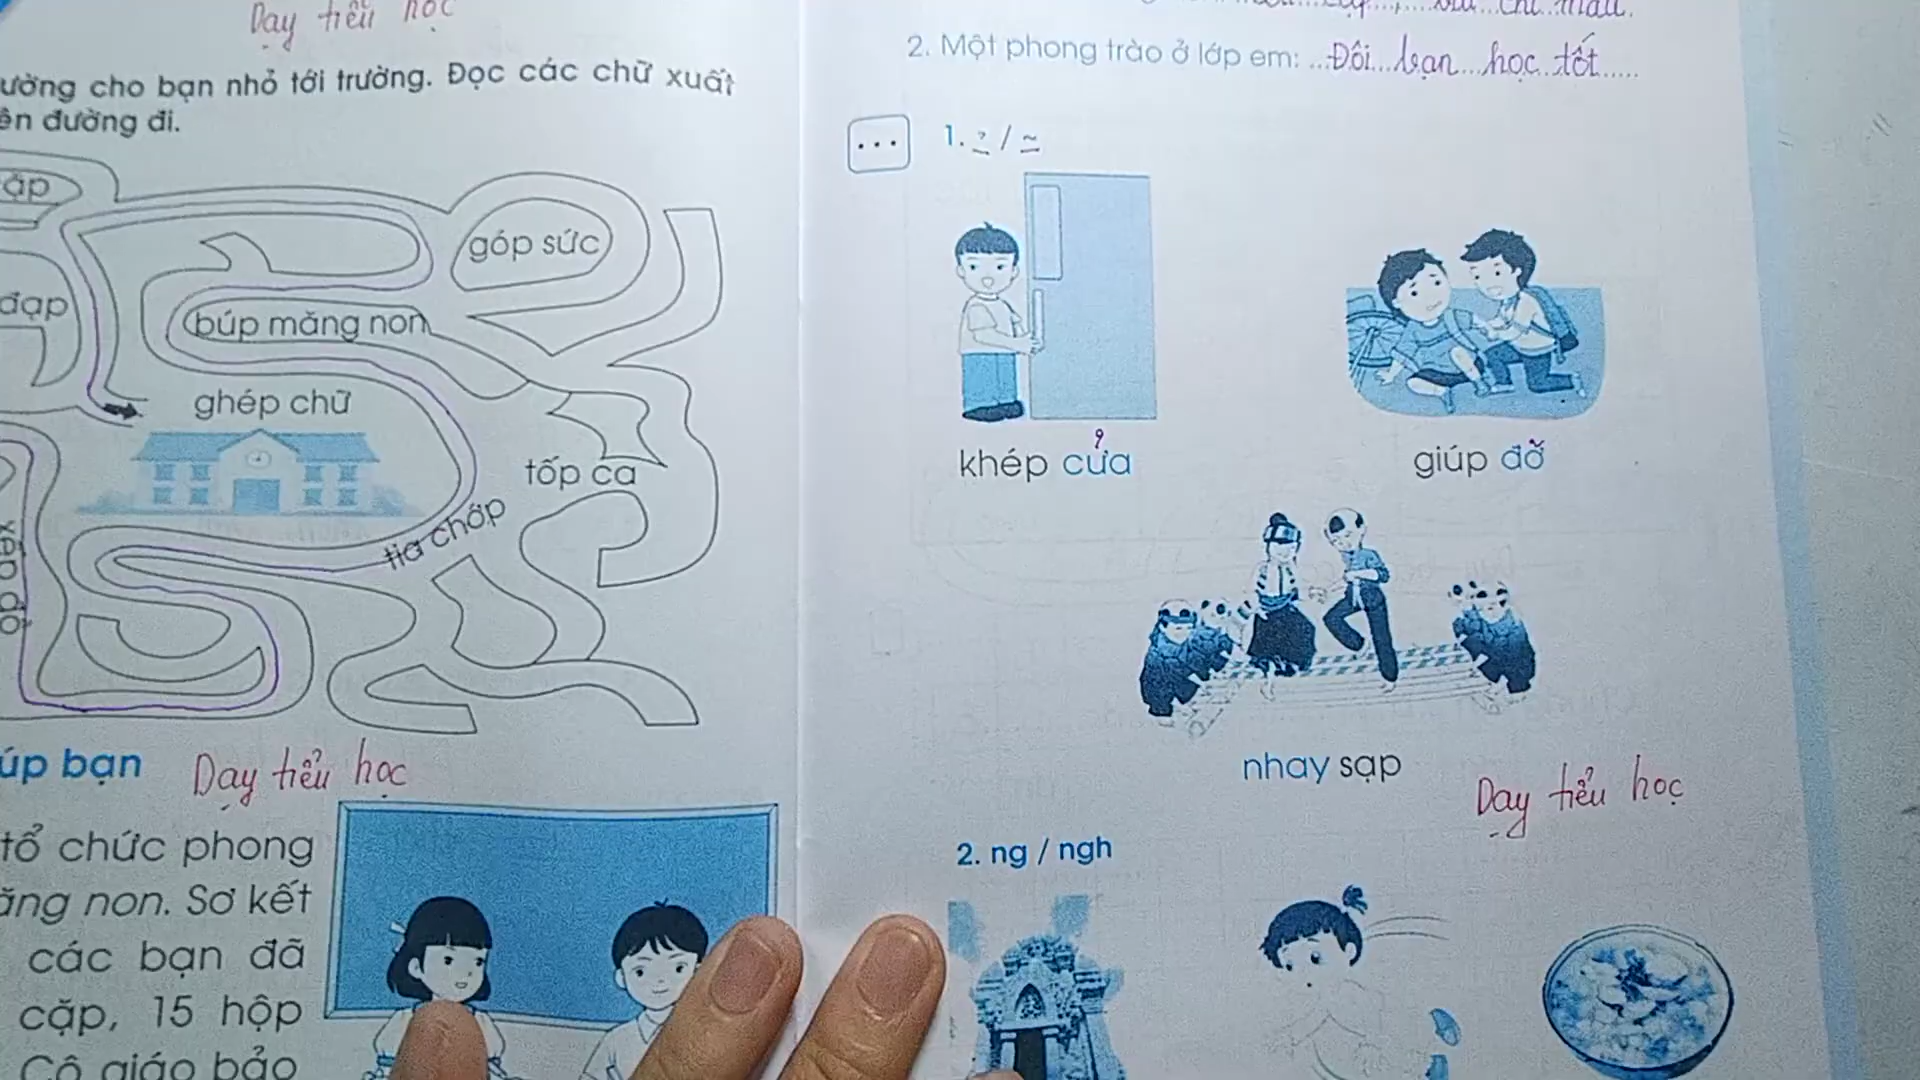 Dạy tiểu học
ường cho bạn nhỏ tới trường. Đọc các chữ xuất
ên đường đi.
góp sức
đạp
búp măng non
ghép chữ
tốp ca
tia chớp
xếp đồ
úp bạn
Dạy tiểu học
tổ chức phong
ăng non. Sơ kết
các bạn đã
cặp, 15 hộp
Cô giáo bảo
2. Một phong trào ở lớp em: ...Đôi...bạn...học...tốt.....
...
1. ̉ / ̃
khép cửa
giúp đỡ
nhay sạp
Dạy tiểu học
2. ng / ngh